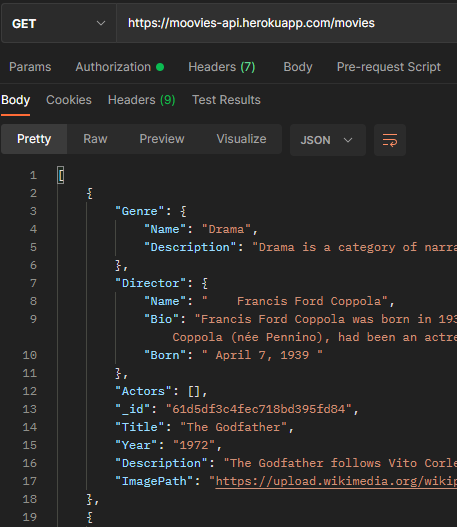 GET https://moovies-api.herokuapp.com/movies
Params Authorization Headers (7) Body Pre-request Script
Body Cookies Headers (9) Test Results
Pretty Raw Preview Visualize JSON
1 [
2 {
3 "Genre": {
4 "Name": "Drama",
5 "Description": "Drama is a category of narra
6 },
7 "Director": {
8 "Name": "    Francis Ford Coppola",
9 "Bio": "Francis Ford Coppola was born in 193
Coppola (née Pennino), had been an actre
10 "Born": " April 7, 1939 "
11 },
12 "Actors": [],
13 "_id": "61d5df3c4fec718bd395fd84",
14 "Title": "The Godfather",
15 "Year": "1972",
16 "Description": "The Godfather follows Vito Corle
17 "ImagePath": "https://upload.wikimedia.org/wikip
18 },
19 {